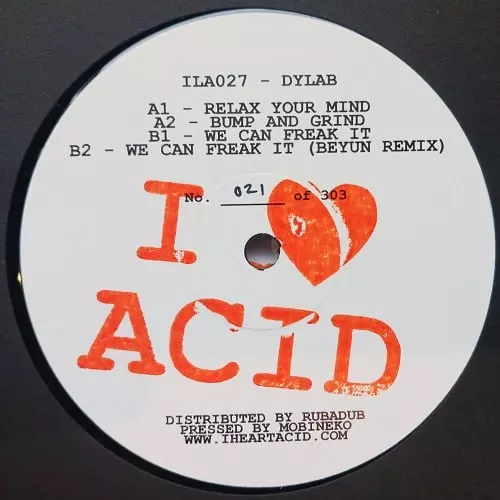 ILA027 - DYLAB
A1 - RELAX YOUR MIND
A2 - BUMP AND GRIND
B1 - WE CAN FREAK IT
B2 - WE CAN FREAK IT (BEYUN REMIX)
No. 021 of 303
I ♥
ACID
DISTRIBUTED BY RUBADUB
PRESSED BY MOBINEKO
WWW.IHEARTACID.COM